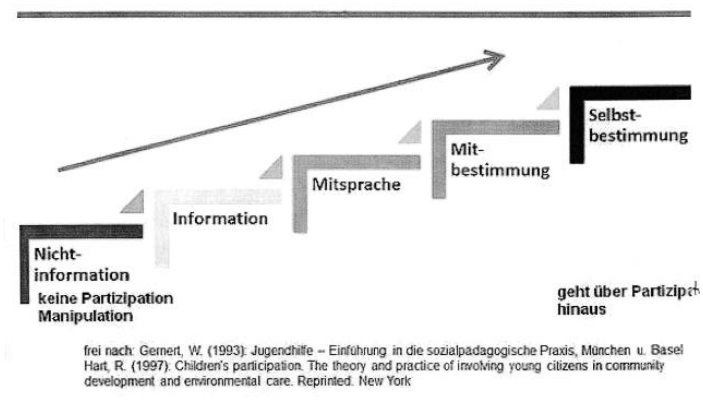 Selbst-
bestimmung
Mit-
bestimmung
Mitsprache
Information
Nicht-
information
keine Partizipation
Manipulation
geht über Partizipat
hinaus
frei nach: Gernert, W. (1993): Jugendhilfe – Einführung in die sozialpädagogische Praxis, München u. Basel
Hart, R. (1997): Children's participation. The theory and practice of involving young citizens in community
development and environmental care. Reprinted. New York